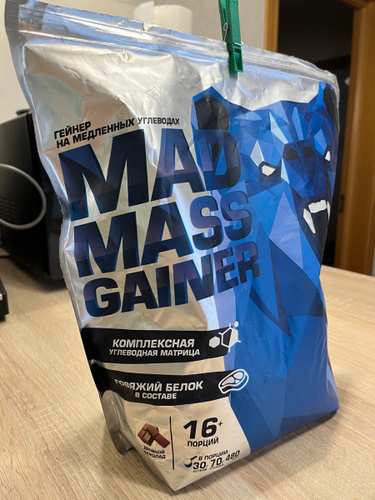 ГЕЙНЕР
НА МЕДЛЕННЫХ УГЛЕВОДАХ
MAD
MASS
GAINER
КОМПЛЕКСНАЯ
УГЛЕВОДНАЯ МАТРИЦА
ГОВЯЖИЙ БЕЛОК
В СОСТАВЕ
16+
ПОРЦИЙ
ШОКОЛАД
В ПОРЦИИ
30 70 480